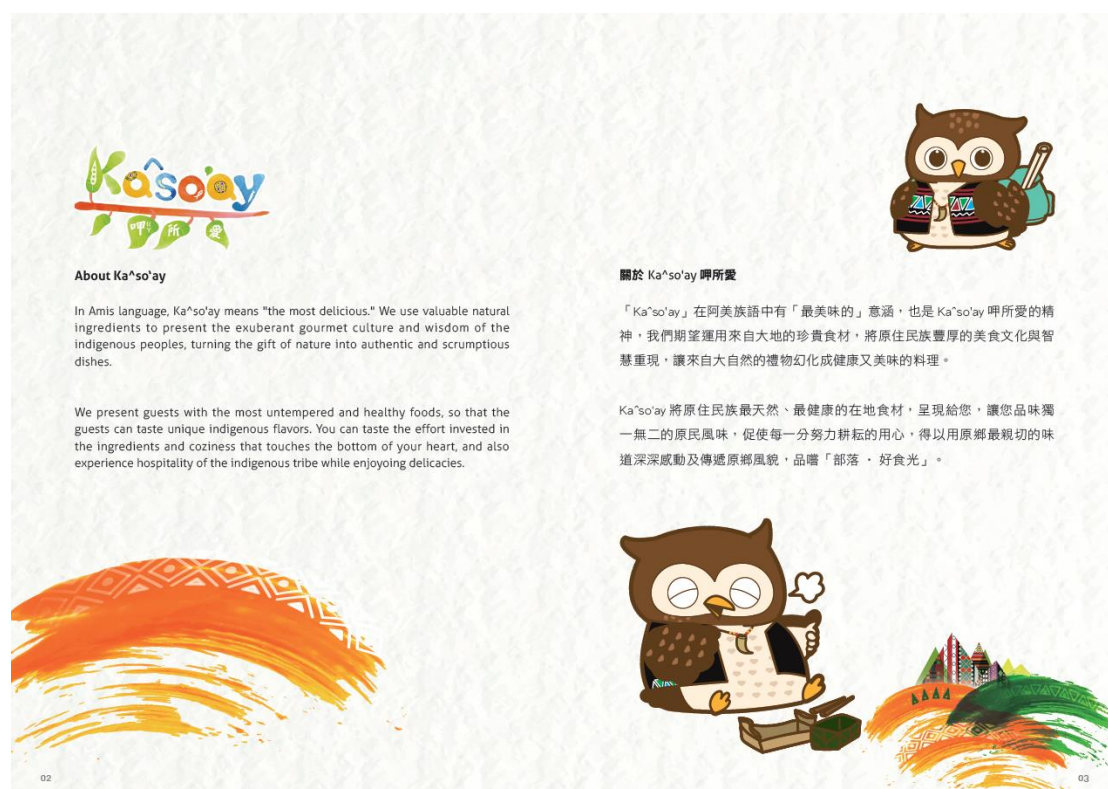 Ka^so'ay
呷所愛
About Ka^so‘ay
In Amis language, Ka^so'ay means "the most delicious." We use valuable natural
ingredients to present the exuberant gourmet culture and wisdom of the
indigenous peoples, turning the gift of nature into authentic and scrumptious
dishes.
We present guests with the most untempered and healthy foods, so that the
guests can taste unique indigenous flavors. You can taste the effort invested in
the ingredients and coziness that touches the bottom of your heart, and also
experience hospitality of the indigenous tribe while enjoyoing delicacies.
02
關於 Ka^so'ay 呷所愛
「Ka^so'ay」在阿美族語中有「最美味的」意涵，也是 Ka^so'ay 呷所愛的精
神，我們期望運用來自大地的珍貴食材，將原住民族豐厚的美食文化與智
慧重現，讓來自大自然的禮物幻化成健康又美味的料理。
Ka^so'ay 將原住民族最天然、最健康的在地食材，呈現給您，讓您品味獨
一無二的原民風味，促使每一分努力耕耘的用心，得以用原鄉最親切的味
道深深感動及傳遞原鄉風貌，品嚐「部落 ・ 好食光」。
03